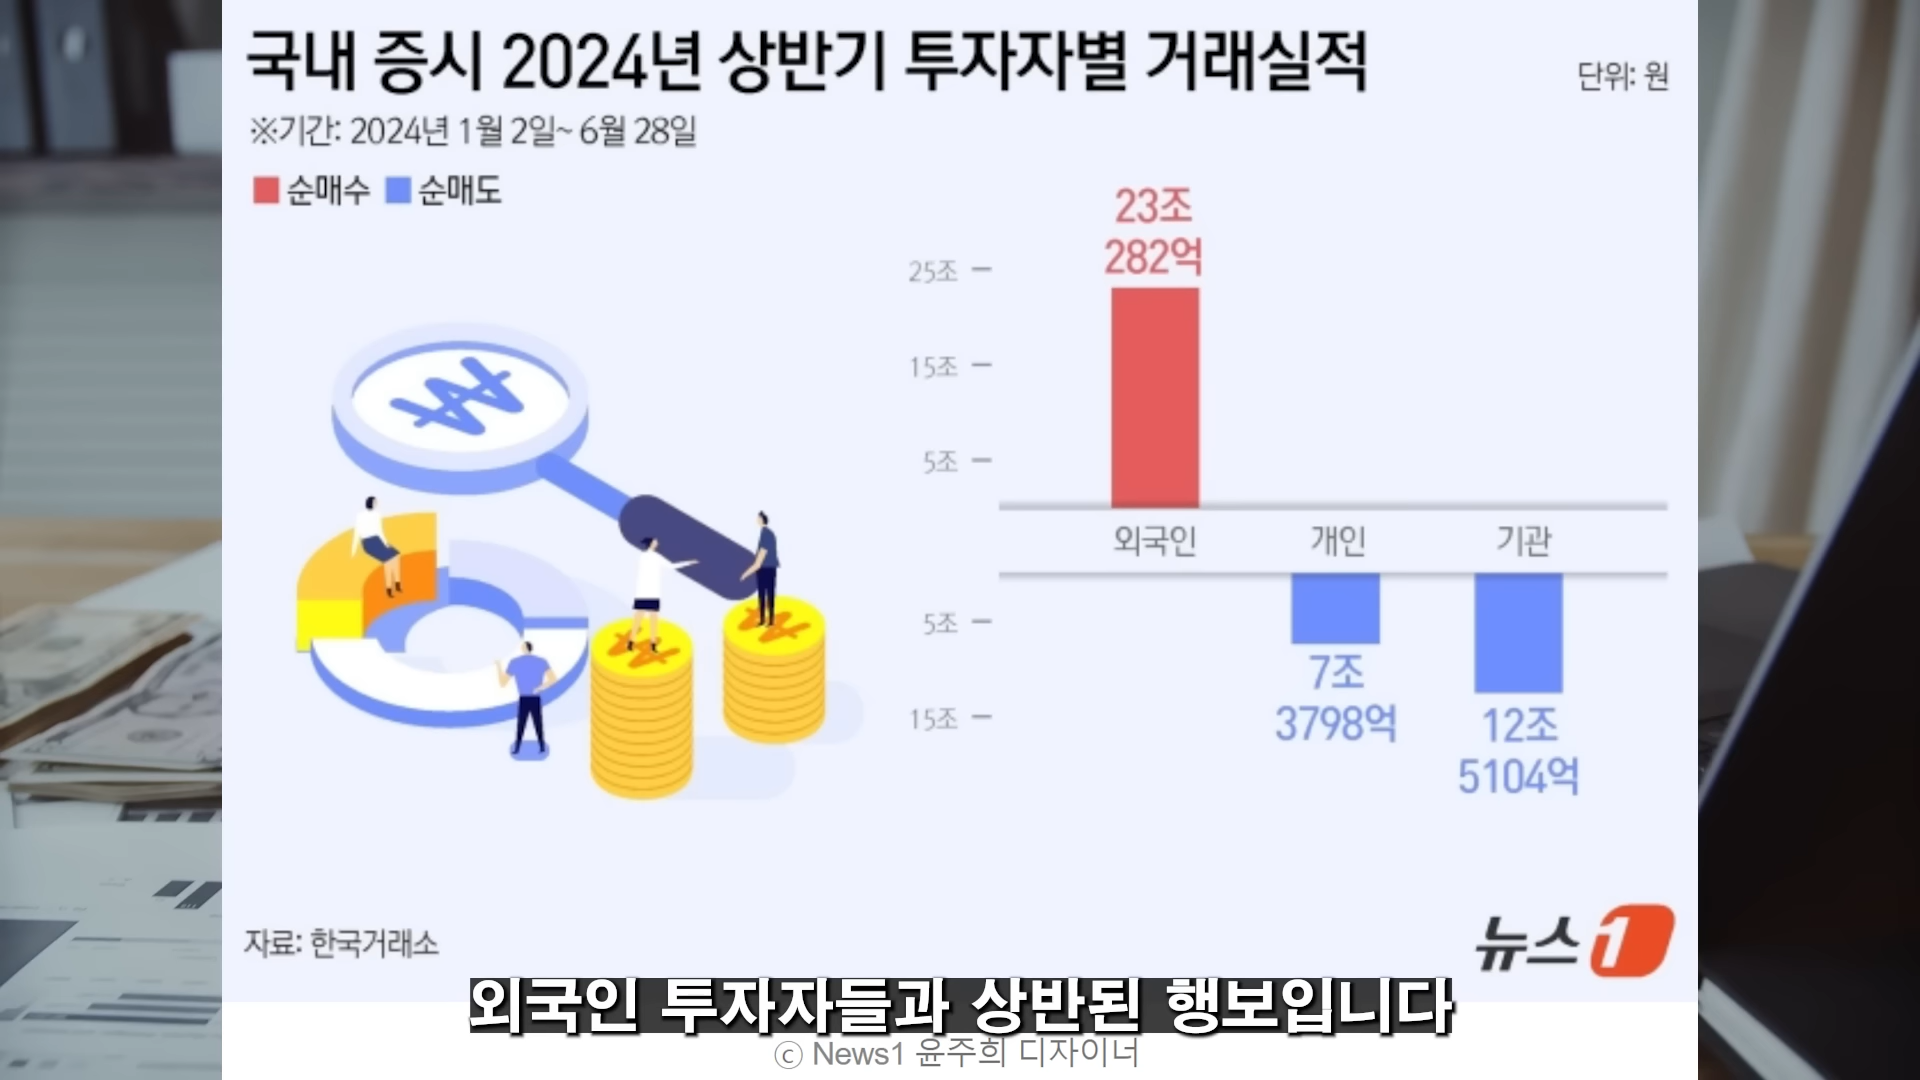 국내 증시 2024년 상반기 투자자별 거래실적
단위: 원
※기간: 2024년 1월 2일~ 6월 28일
순매수 순매도
23조
282억
25조
15조
5조
외국인 개인 기관
5조
15조
7조
3798억
12조
5104억
자료: 한국거래소
뉴스1
외국인 투자자들과 상반된 행보입니다
ⓒ News1 윤주희 디자이너